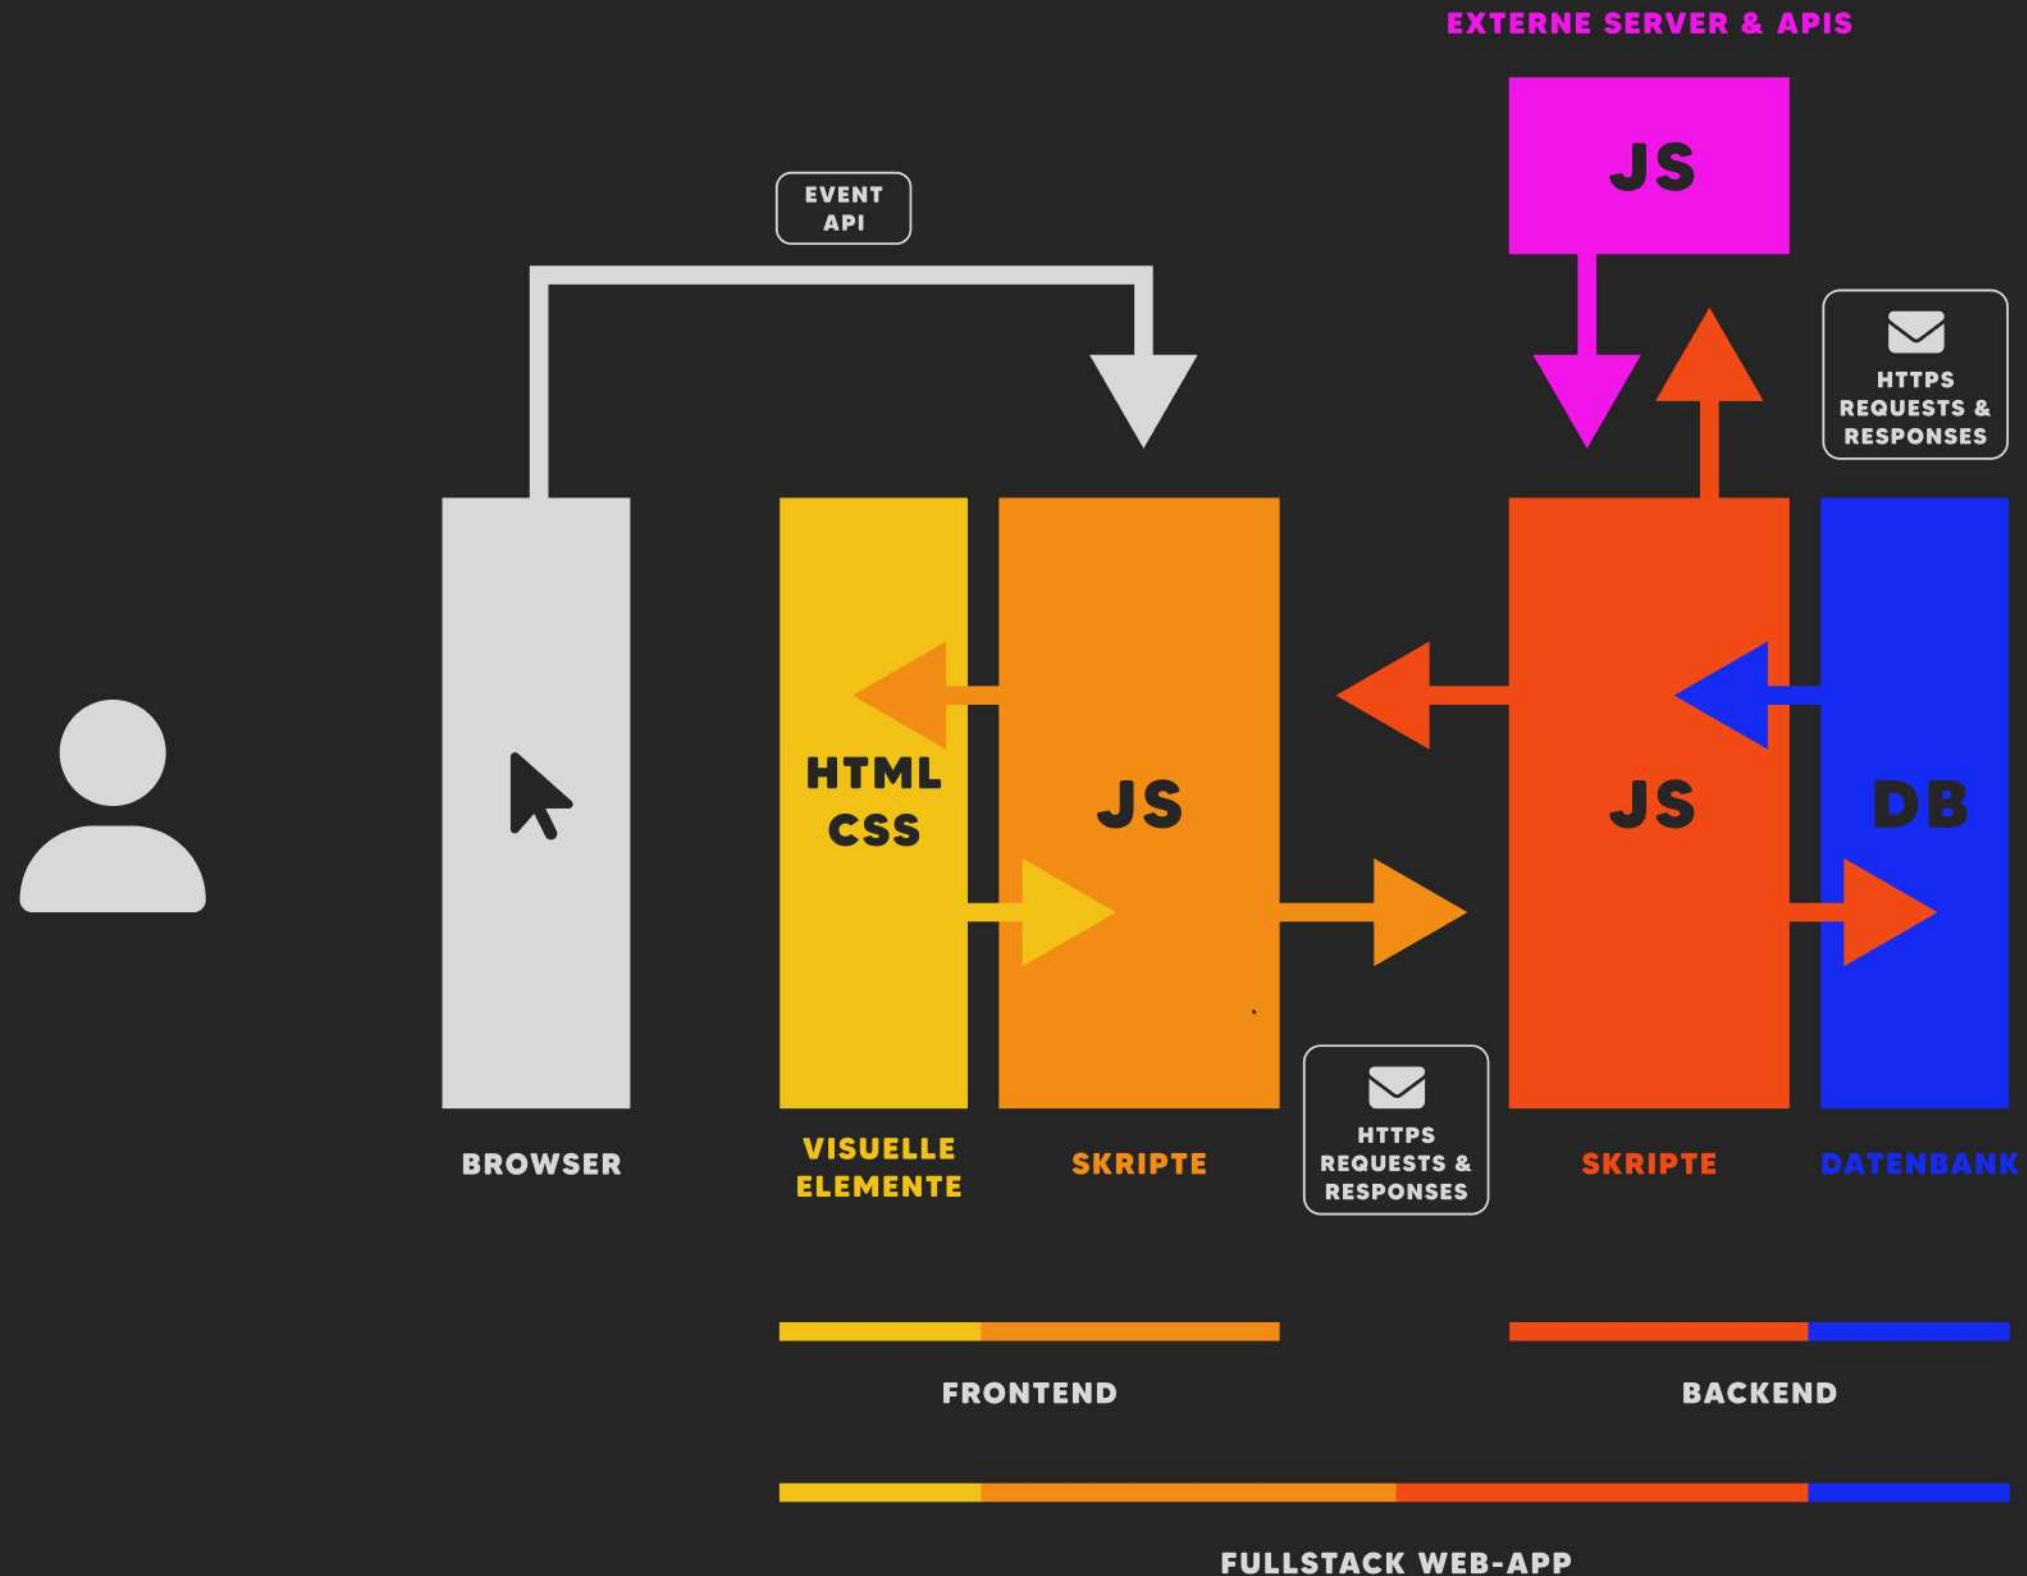 EXTERNE SERVER & APIS
JS
EVENT
API
HTTPS
REQUESTS &
RESPONSES
HTML
CSS
JS
JS
DB
BROWSER
VISUELLE
ELEMENTE
SKRIPTE
HTTPS
REQUESTS &
RESPONSES
SKRIPTE
DATENBANK
FRONTEND
BACKEND
FULLSTACK WEB-APP